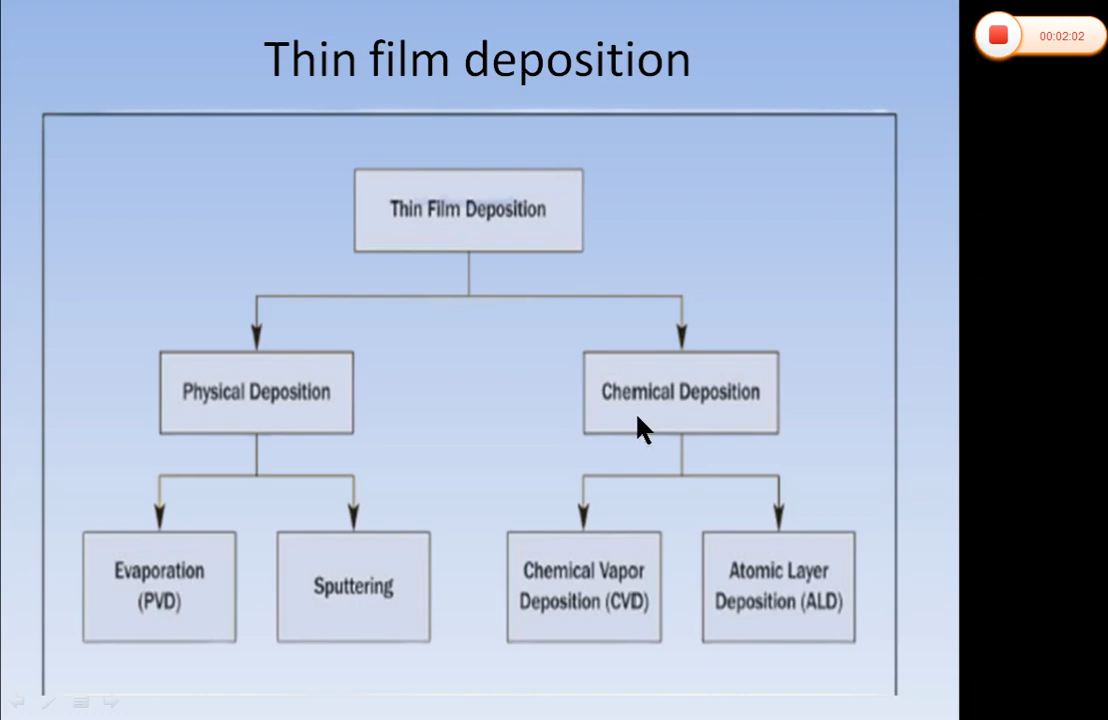 Thin film deposition
00:02:02
Thin Film Deposition
Physical Deposition
Chemical Deposition
Evaporation
(PVD)
Sputtering
Chemical Vapor
Deposition (CVD)
Atomic Layer
Deposition (ALD)